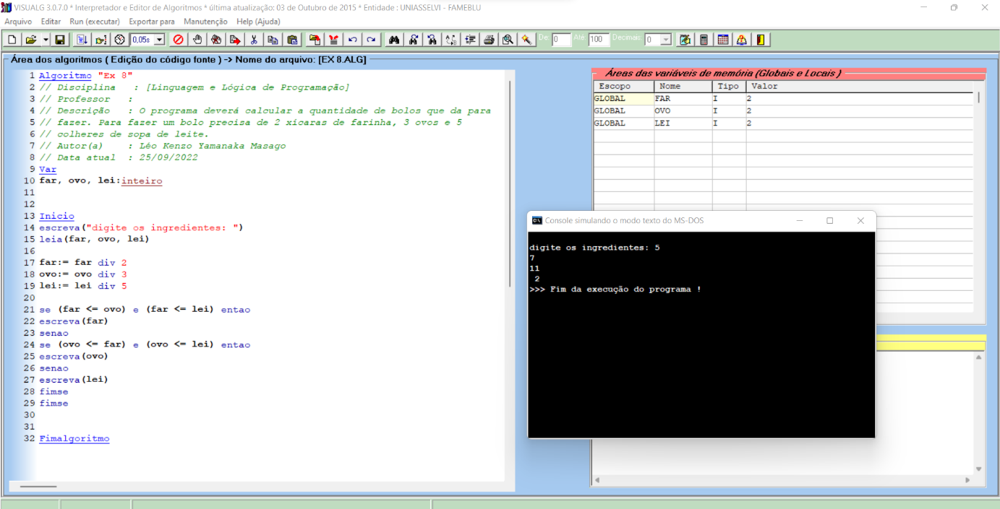 VISUALG 3.0.7.0 * Interpretador e Editor de Algoritmos * última atualização: 03 de Outubro de 2015 * Entidade : UNIASSELVI - FAMEBLU
Arquivo Editar Run (executar) Exportar para Manutenção Help (Ajuda)
0,05s De: 0 Até: 100 Decimais: 0
Área dos algoritmos ( Edição do código fonte ) -> Nome do arquivo: [EX 8.ALG]
1 Algoritmo "Ex 8"
2 // Disciplina : [Linguagem e Lógica de Programação]
3 // Professor :
4 // Descrição : O programa deverá calcular a quantidade de bolos que da para
5 // fazer. Para fazer um bolo precisa de 2 xícaras de farinha, 3 ovos e 5
6 // colheres de sopa de leite.
7 // Autor(a) : Léo Kenzo Yamanaka Masago
8 // Data atual : 25/09/2022
9 Var
10 far, ovo, lei:inteiro
11
12
13 Inicio
14 escreva("digite os ingredientes: ")
15 leia(far, ovo, lei)
16
17 far:= far div 2
18 ovo:= ovo div 3
19 lei:= lei div 5
20
21 se (far <= ovo) e (far <= lei) entao
22 escreva(far)
23 senao
24 se (ovo <= far) e (ovo <= lei) entao
25 escreva(ovo)
26 senao
27 escreva(lei)
28 fimse
29 fimse
30
31
32 Fimalgoritmo
Áreas das variáveis de memória (Globais e Locais )
Escopo Nome Tipo Valor
GLOBAL FAR I 2
GLOBAL OVO I 2
GLOBAL LEI I 2
Console simulando o modo texto do MS-DOS
digite os ingredientes: 5
7
11
2
>>> Fim da execução do programa !